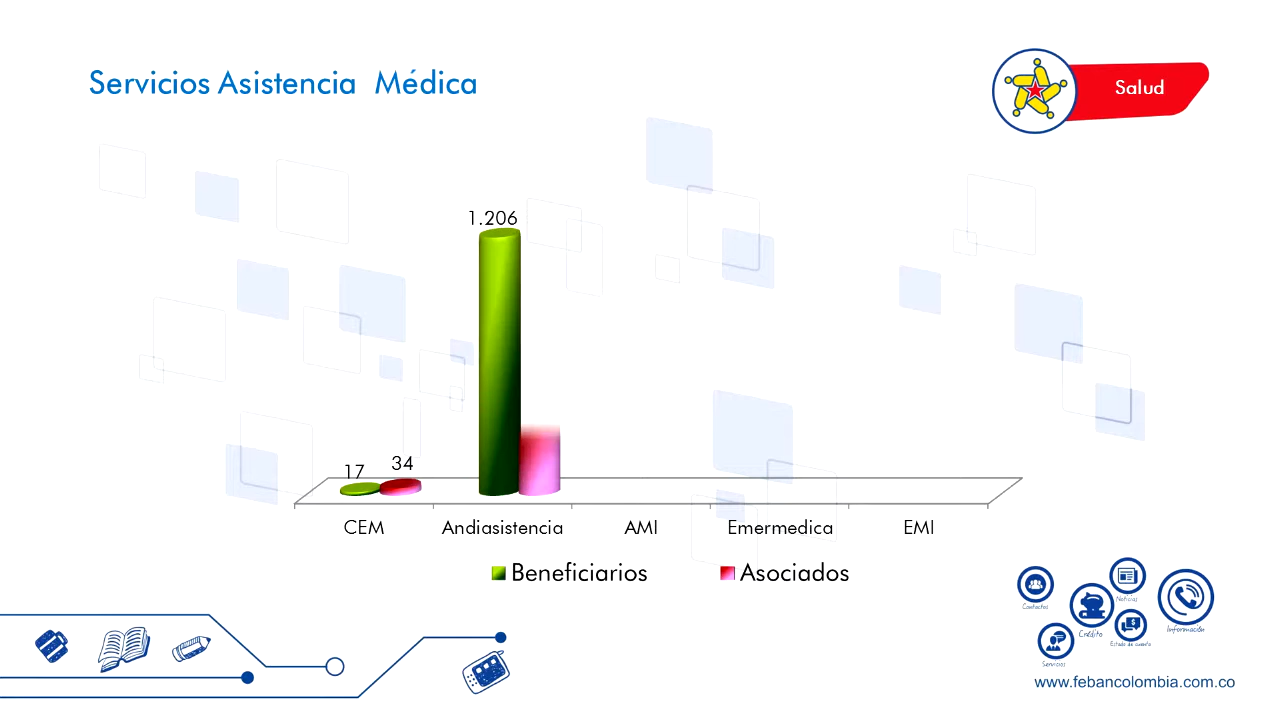 Servicios Asistencia Médica
Salud
1.206
17
34
CEM
Andiasistencia
AMI
Emermedica
EMI
Beneficiarios
Asociados
Contactos
Noticias
Crédito
Información
Estado de cuenta
Servicios
www.febancolombia.com.co